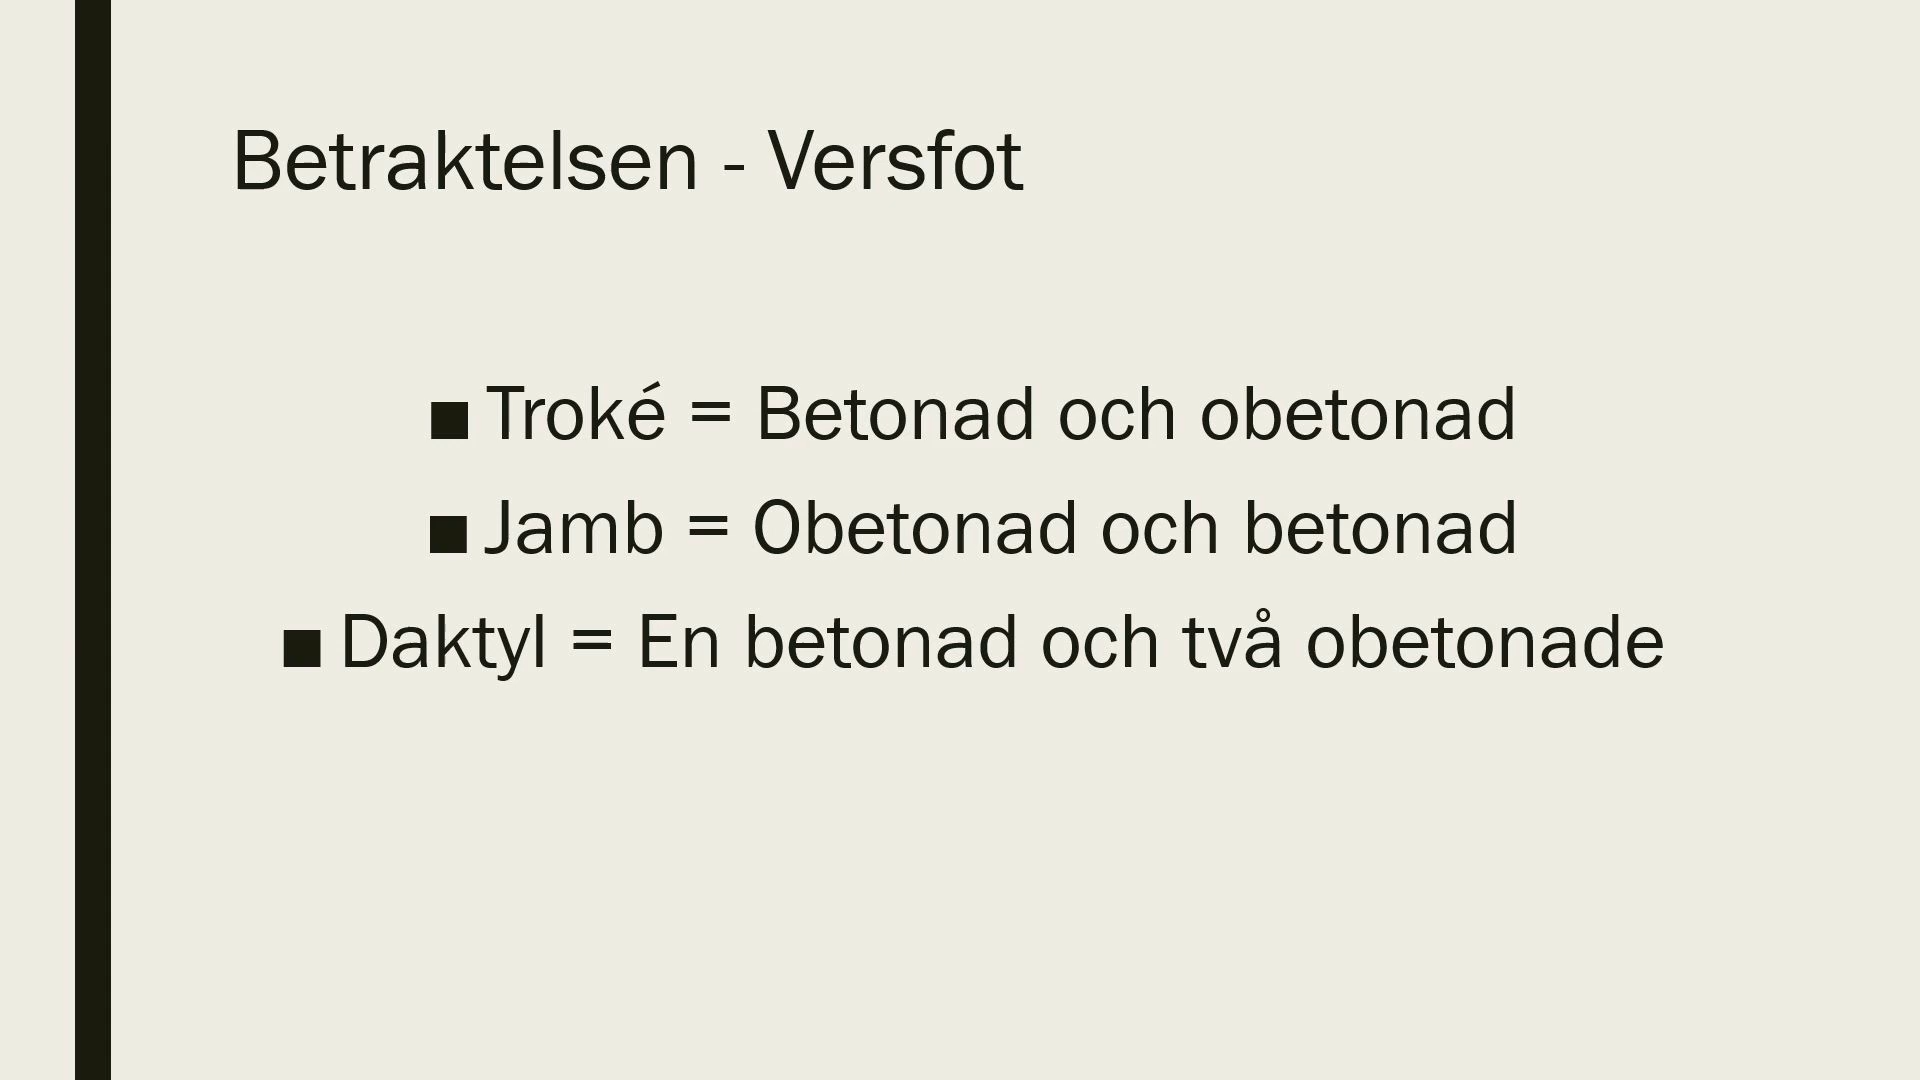 Betraktelsen - Versfot
■ Troké = Betonad och obetonad
■ Jamb = Obetonad och betonad
■ Daktyl = En betonad och två obetonade